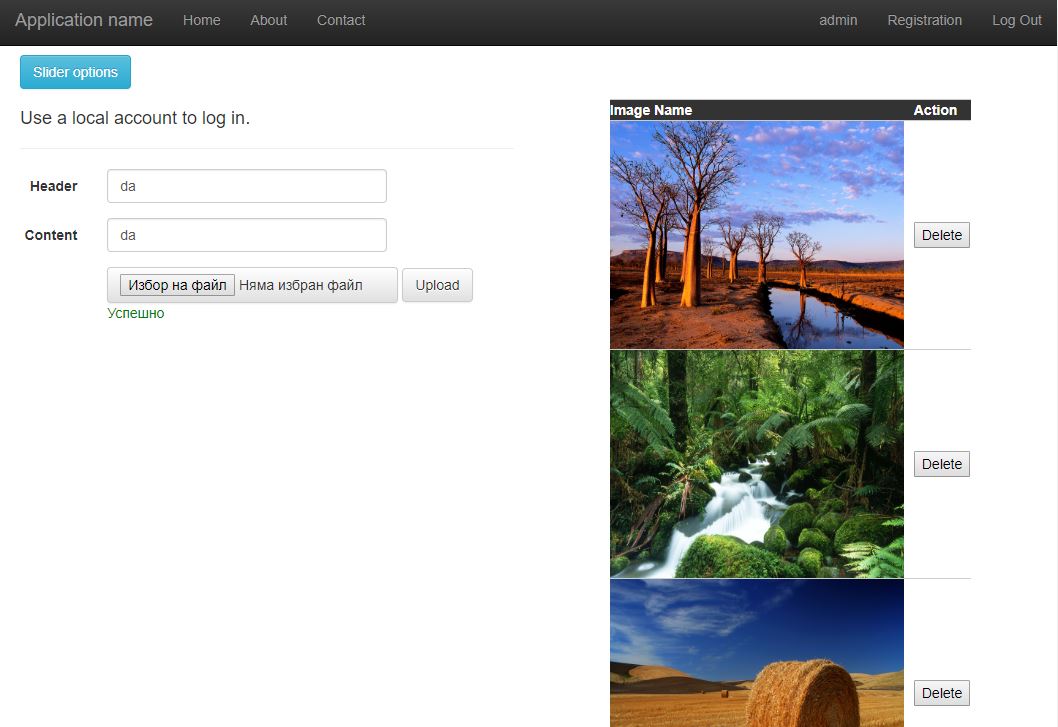 Application name Home About Contact admin Registration Log Out
Slider options
Use a local account to log in.
Header da
Content da
Избор на файл Няма избран файл Upload
Успешно
Image Name Action
Delete
Delete
Delete